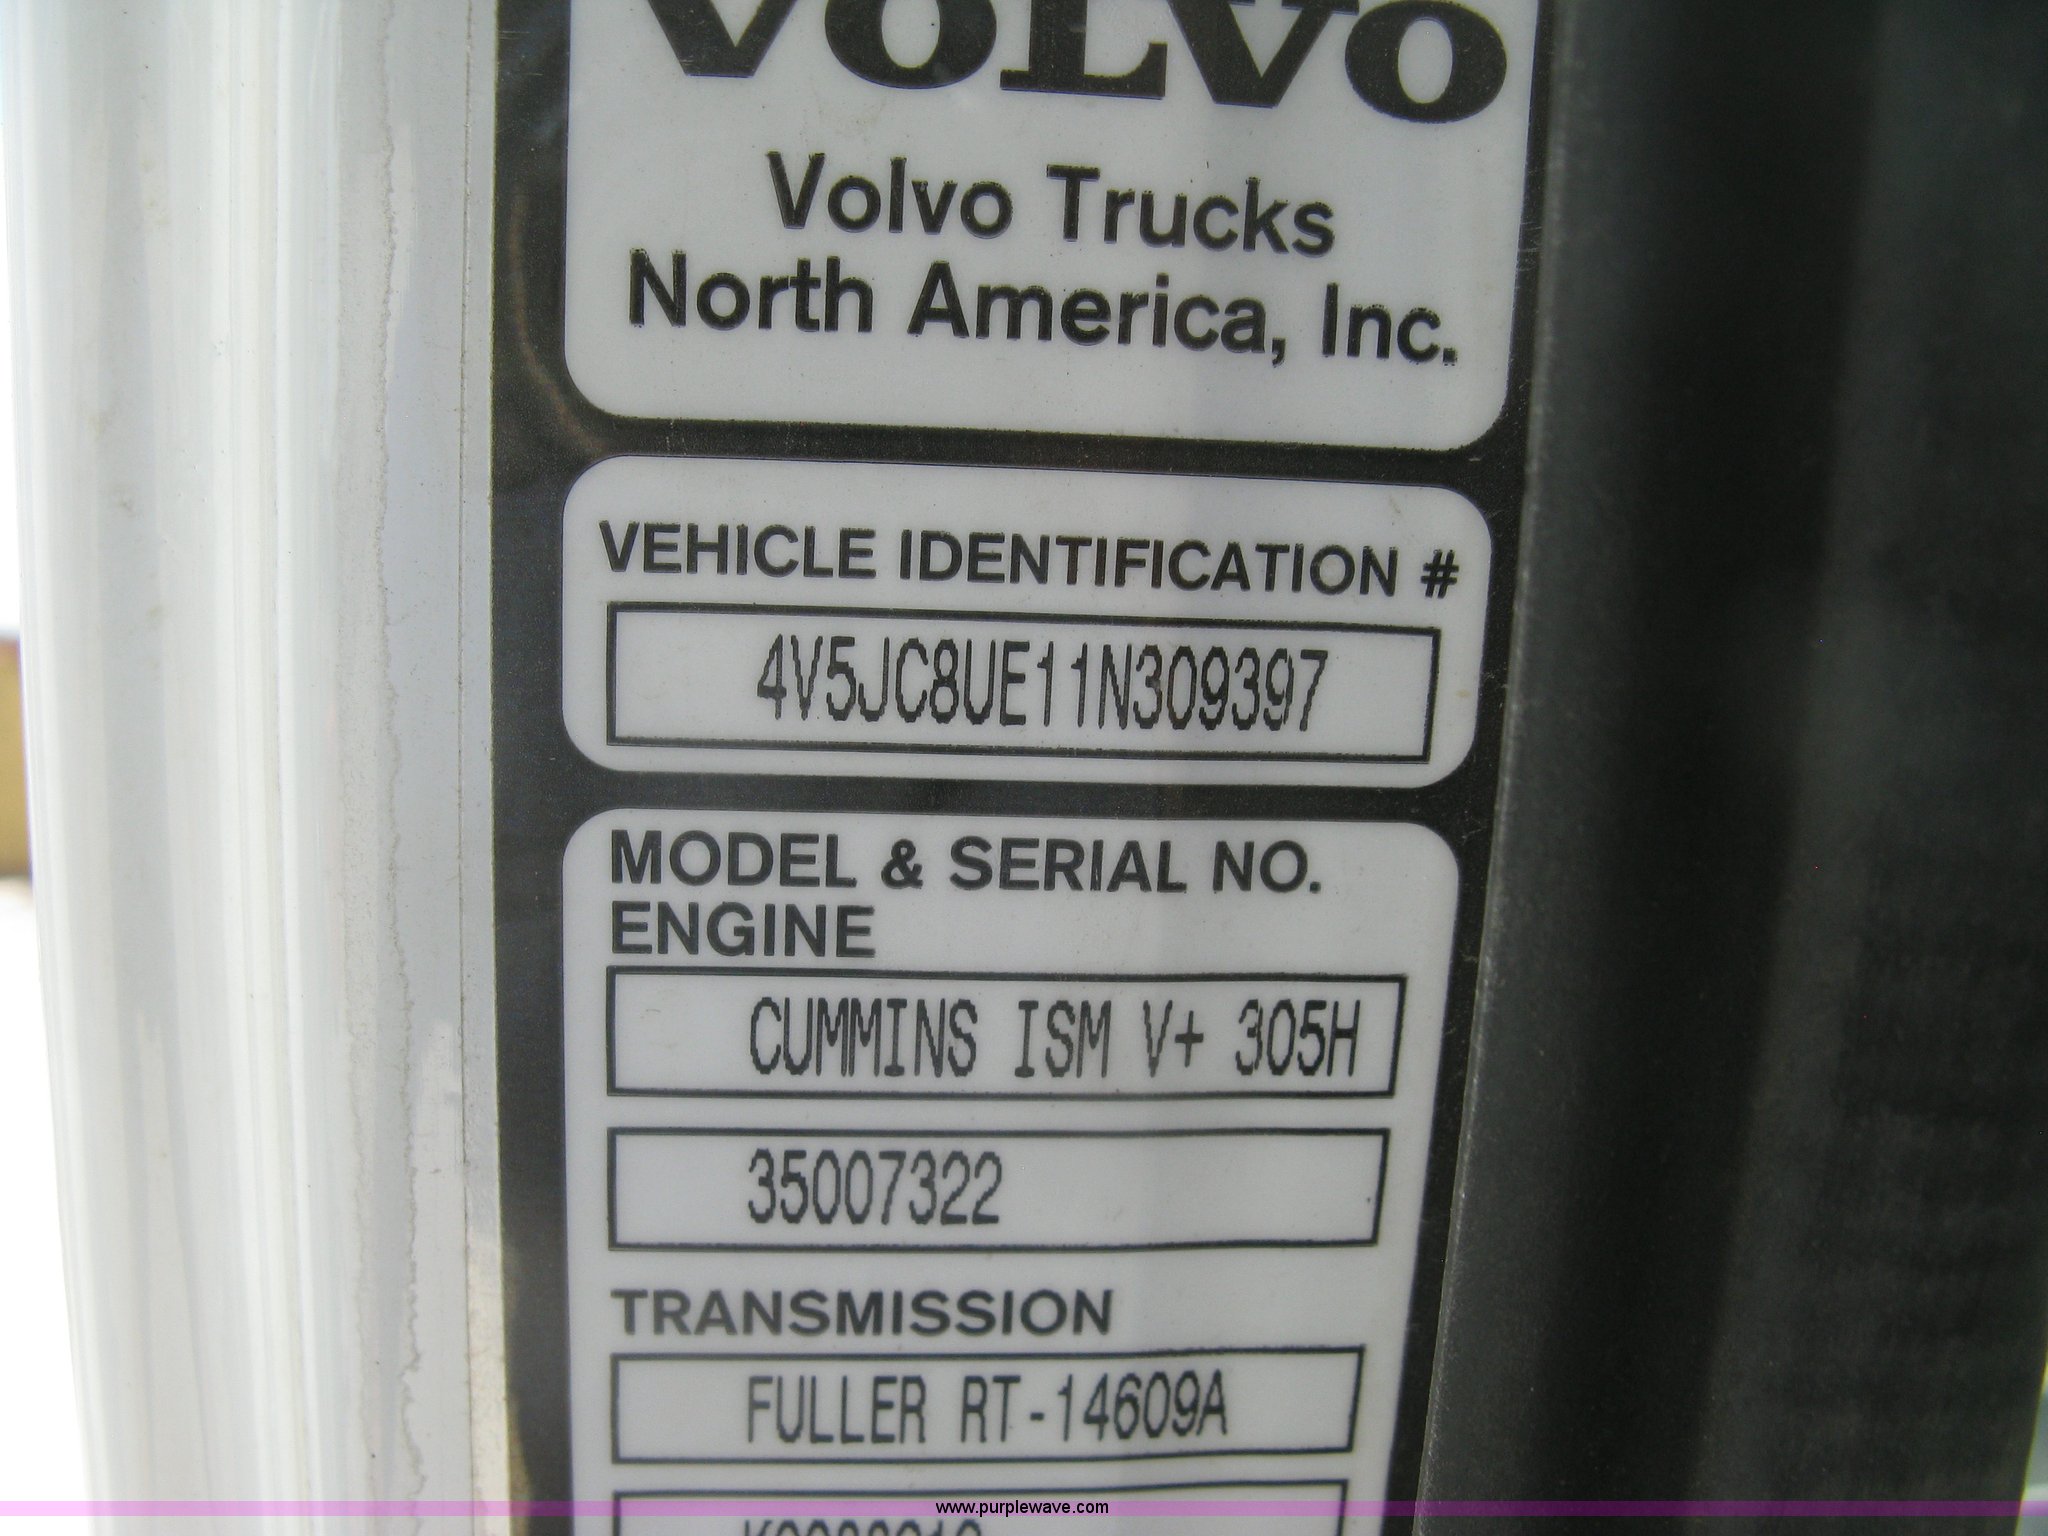 VOLVO
Volvo Trucks
North America, Inc.
VEHICLE IDENTIFICATION #
4V5JC8UE11N309397
MODEL & SERIAL NO.
ENGINE
CUMMINS ISM V+ 305H
35007322
TRANSMISSION
FULLER RT-14609A
www.purplewave.com